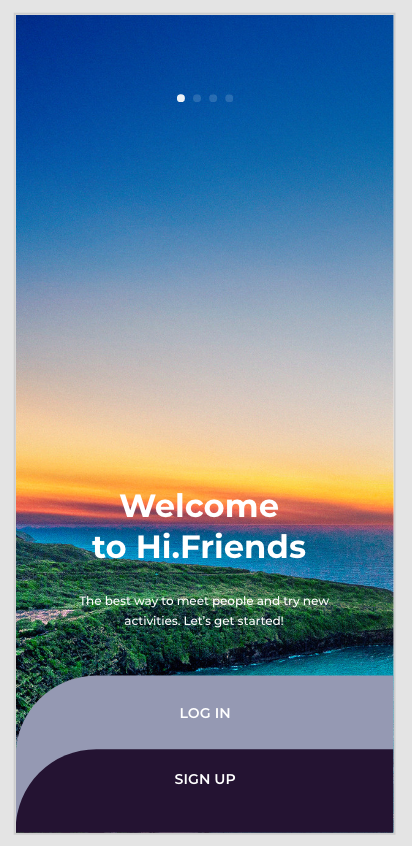 Welcome
to Hi.Friends
The best way to meet people and try new
activities. Let's get started!
LOG IN
SIGN UP